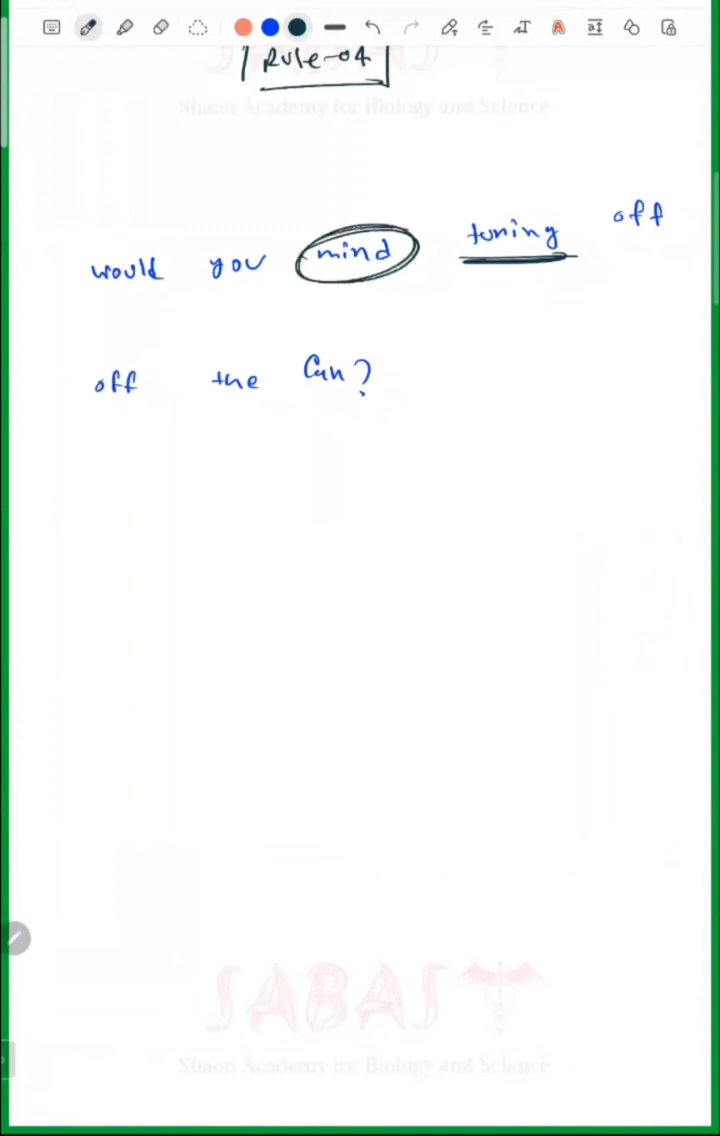 Rule-04
Shaon Academy for Biology and Science
would you mind tuning off
off the Can?
SABAS
Shaon Academy for Biology and Science